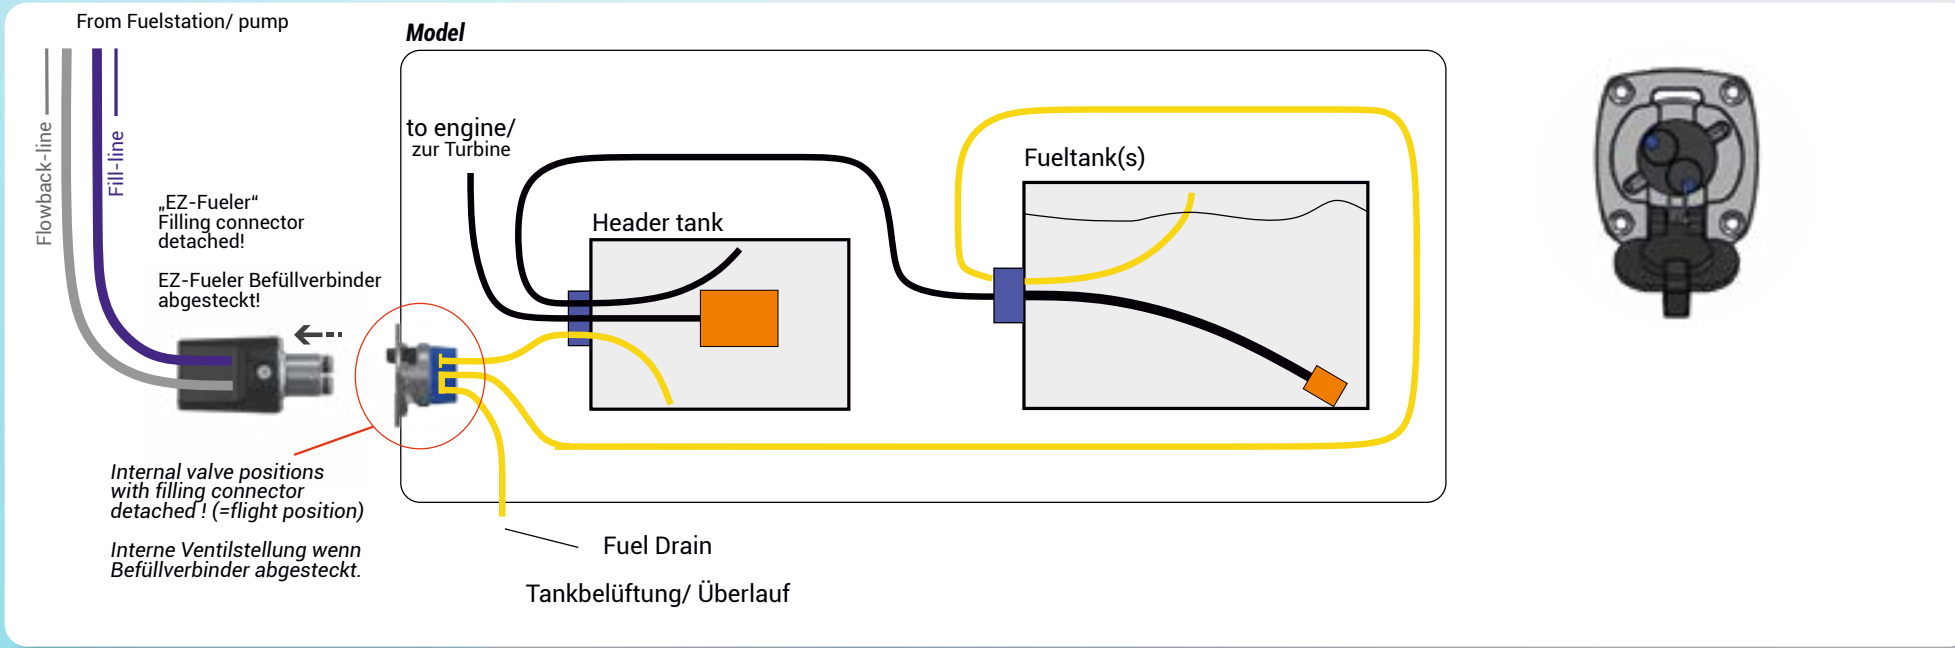 From Fuelstation/ pump
Model
Flowback-line
Fill-line
to engine/
zur Turbine
Fueltank(s)
„EZ-Fueler“
Filling connector
detached!
Header tank
EZ-Fueler Befüllverbinder
abgesteckt!
Internal valve positions
with filling connector
detached ! (=flight position)
Interne Ventilstellung wenn
Befüllverbinder abgesteckt.
Fuel Drain
Tankbelüftung/ Überlauf